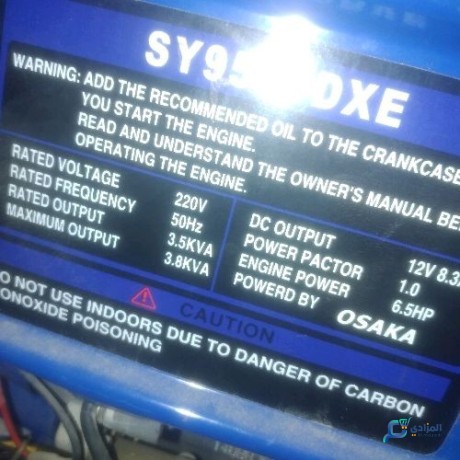 SY95 DXE
WARNING: ADD THE RECOMMENDED OIL TO THE CRANKCASE
YOU START THE ENGINE.
READ AND UNDERSTAND THE OWNER'S MANUAL BE
OPERATING THE ENGINE.
RATED VOLTAGE 220V
RATED FREQUENCY 50Hz
RATED OUTPUT 3.5KVA
MAXIMUM OUTPUT 3.8KVA
DC OUTPUT 12V 8.3
POWER PACTOR 1.0
ENGINE POWER 6.5HP
POWERD BY OSAKA
CAUTION
O NOT USE INDOORS DUE TO DANGER OF CARBON
ONOXIDE POISONING
المزادي